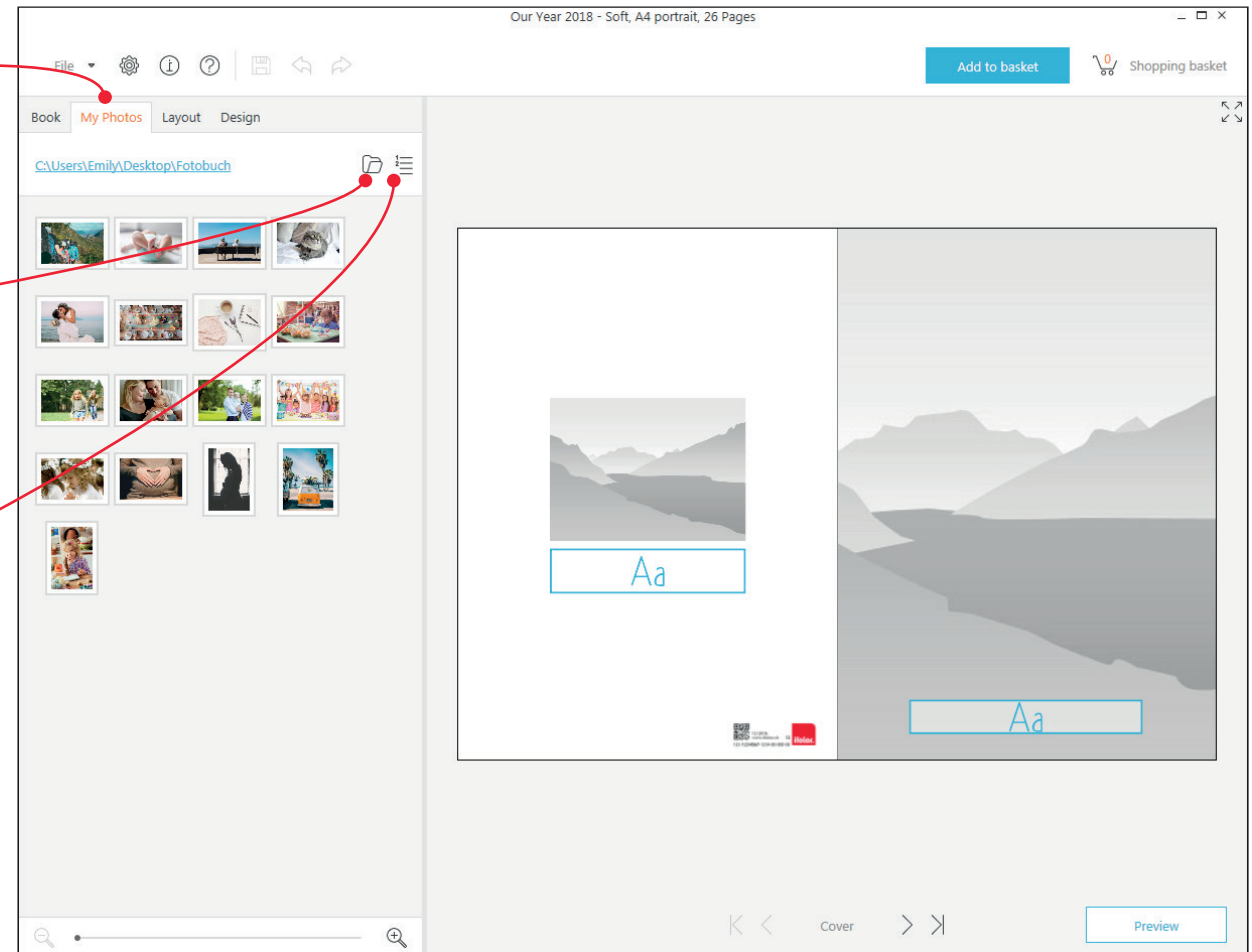 Our Year 2018 - Soft, A4 portrait, 26 Pages
File
Add to basket
0
Shopping basket
Book My Photos Layout Design
C:\Users\Emily\Desktop\Fotobuch
Aa
Aa
ifolor
Cover
Preview